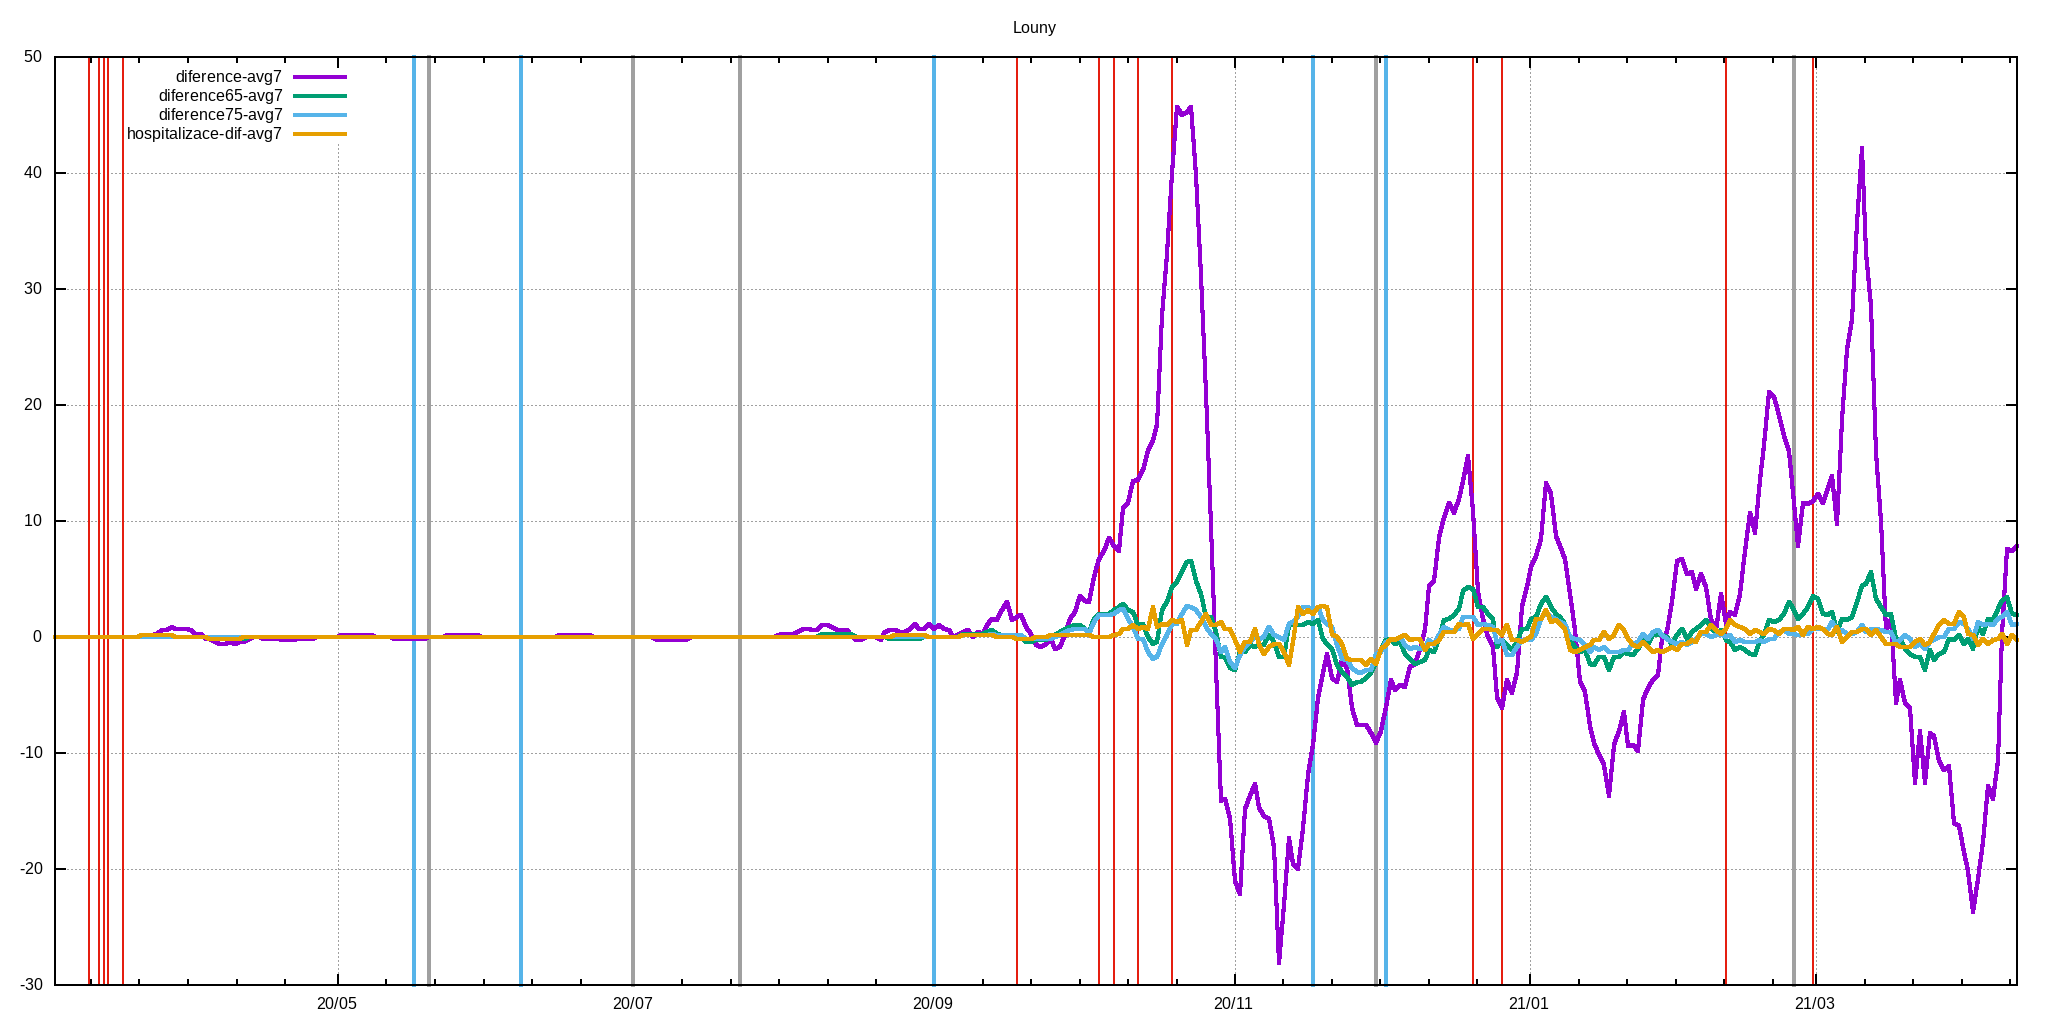 Louny
diference-avg7
diference65-avg7
diference75-avg7
hospitalizace-dif-avg7
50
40
30
20
10
0
-10
-20
-30
20/05 20/07 20/09 20/11 21/01 21/03